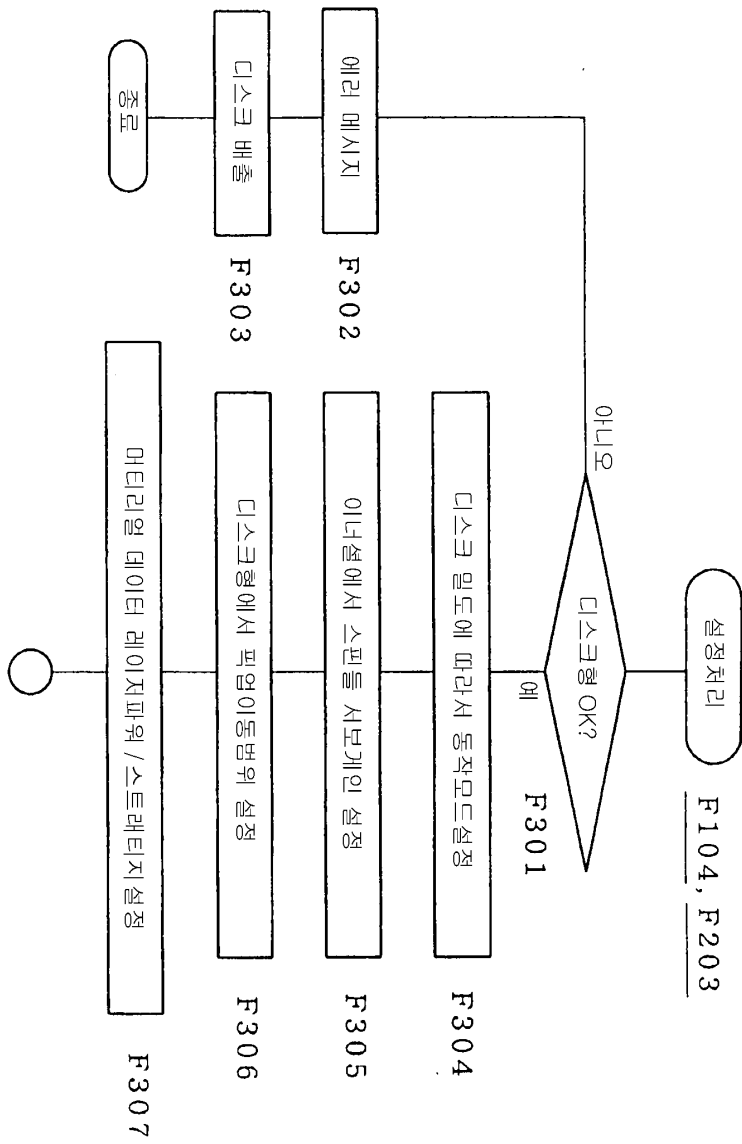 설정처리
F104, F203
디스크형 OK?
F301
아니오
예
에러 메시지
F302
디스크 배출
F303
종료
디스크 밀도에 따라서 동작모드설정
F304
이너셜에서 스핀들 서보게인 설정
F305
디스크형에서 픽업이동범위 설정
F306
머티리얼 데이터 레이저파워/스트래티지설정
F307